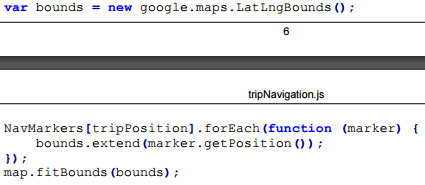 var bounds = new google.maps.LatLngBounds();
6
tripNavigation.js
NavMarkers[tripPosition].forEach(function (marker) {
    bounds.extend(marker.getPosition());
});
map.fitBounds(bounds);